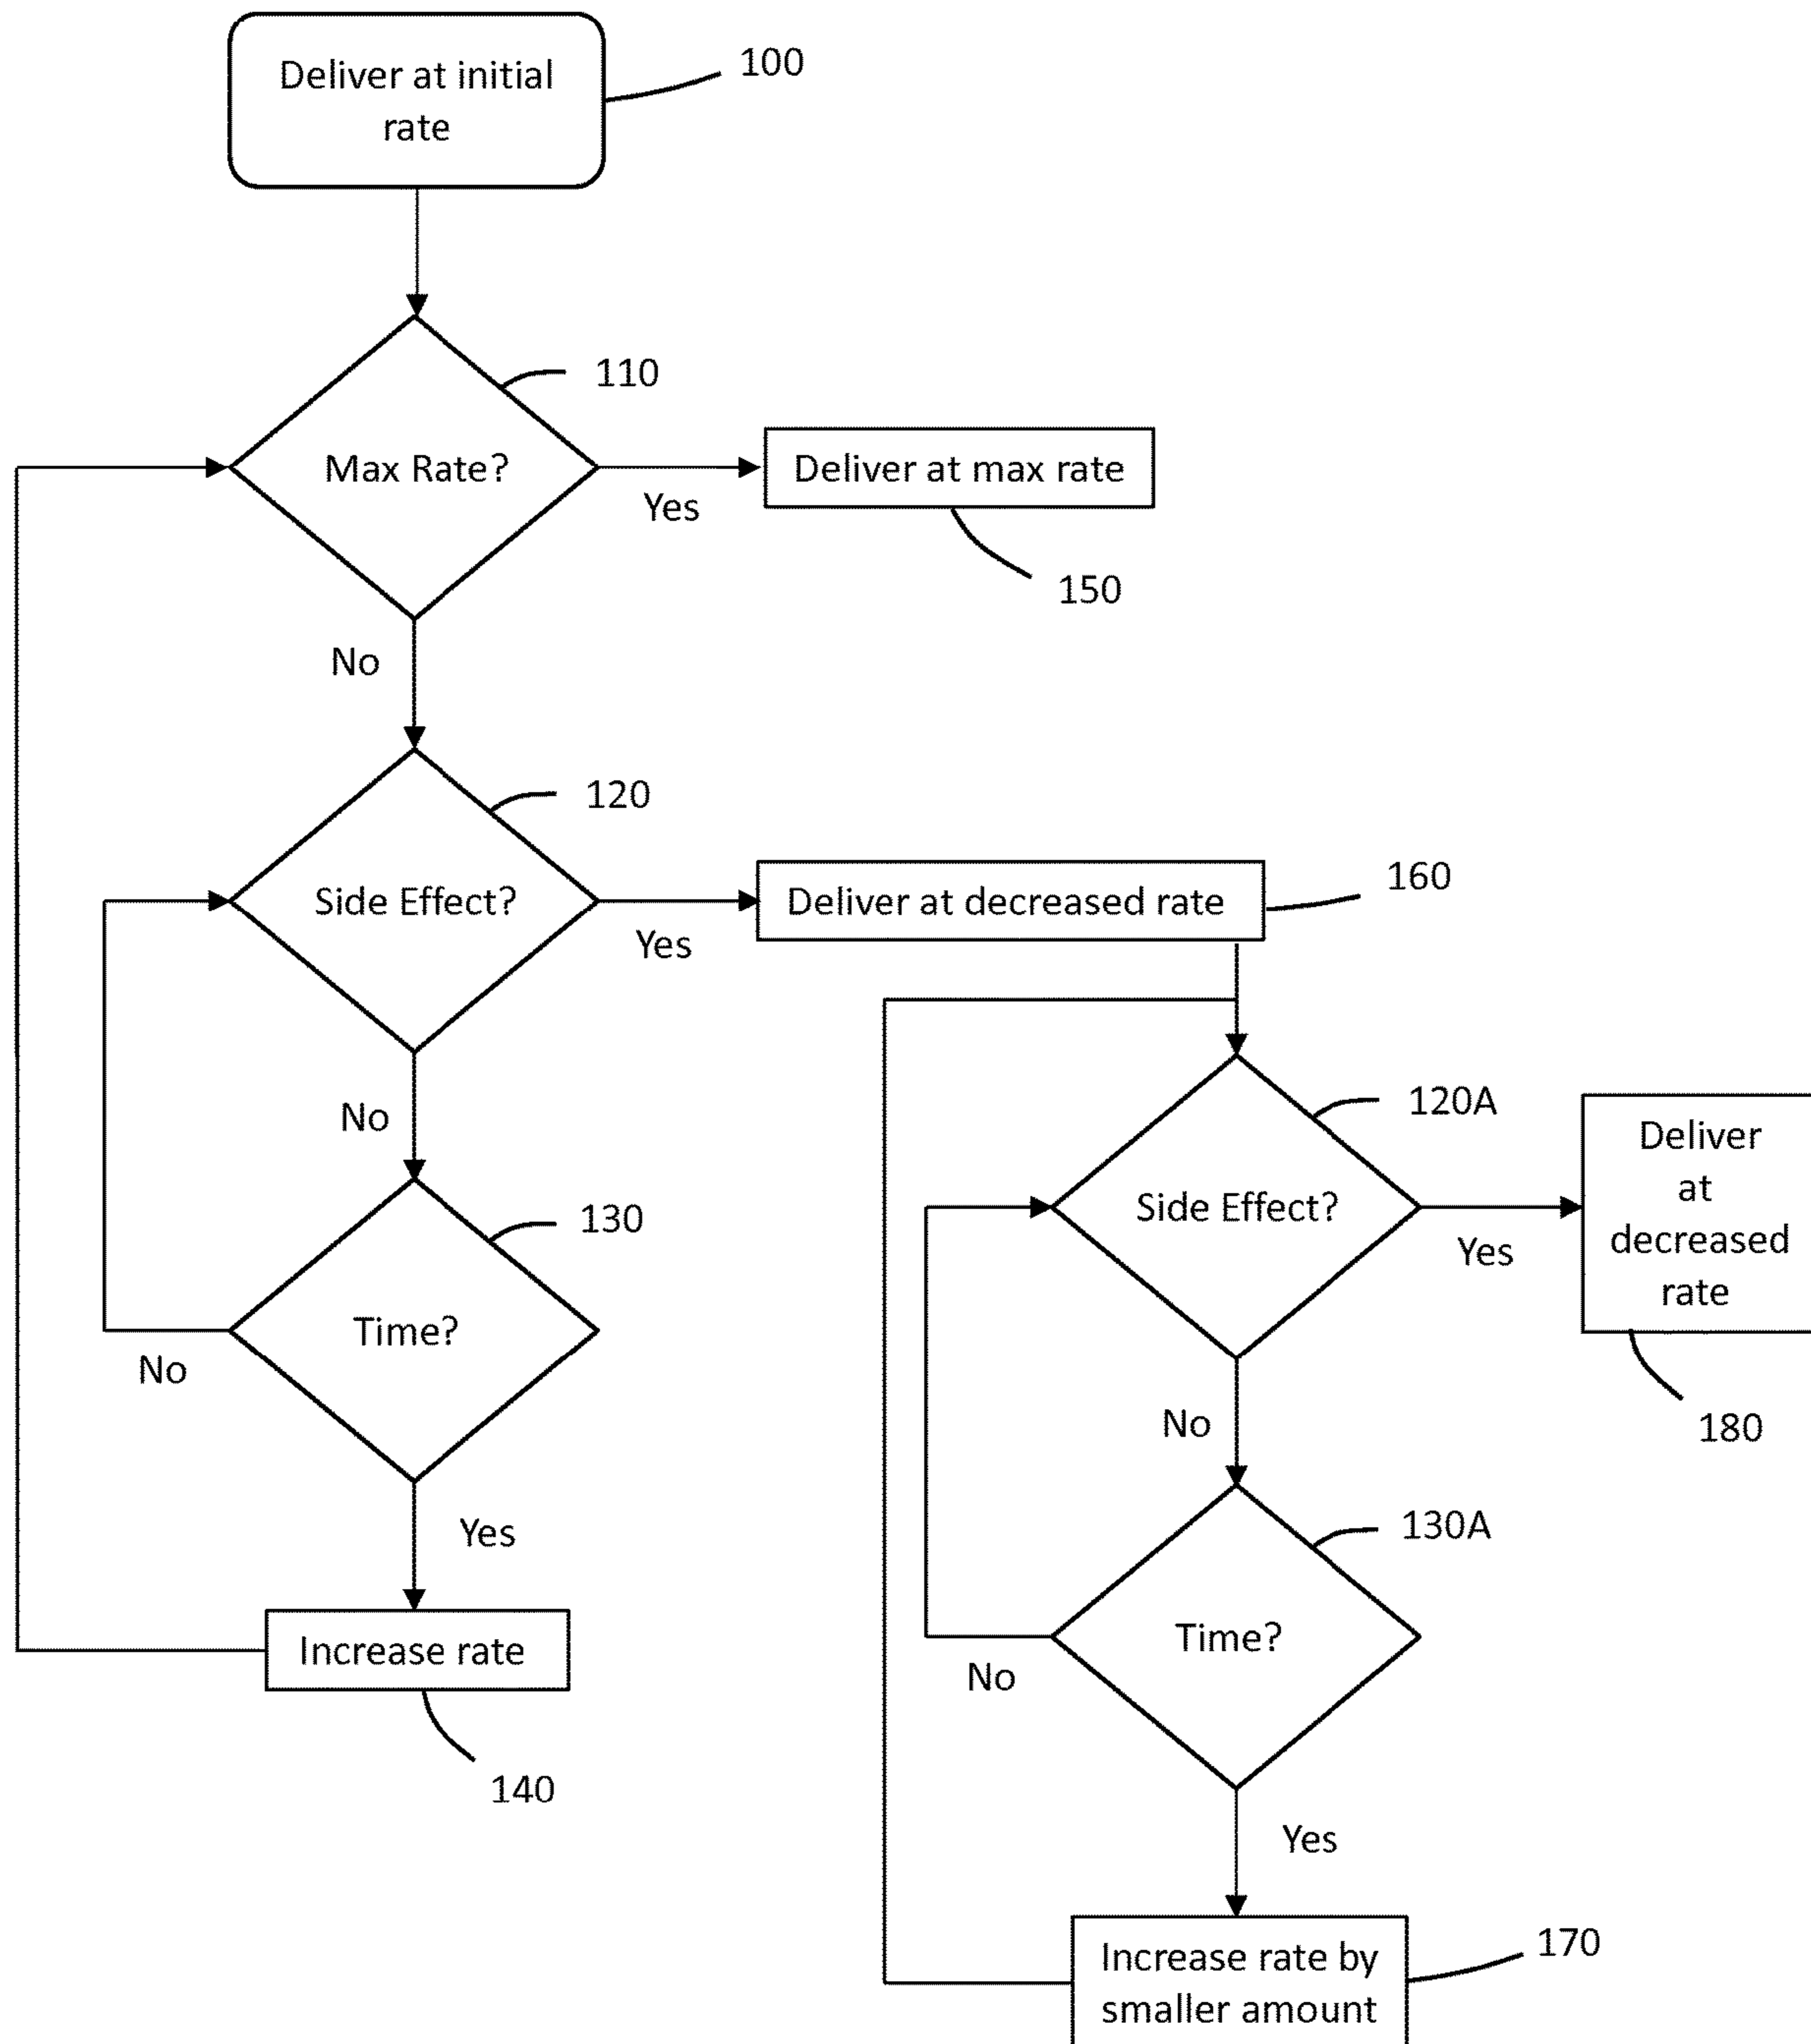 Deliver at initial
rate
100
110
Max Rate?
Yes
Deliver at max rate
150
No
120
Side Effect?
Yes
Deliver at decreased rate
160
No
120A
Side Effect?
Yes
Deliver
at
decreased
rate
180
130
Time?
No
No
130A
Time?
No
Yes
Increase rate
140
Yes
Increase rate by
smaller amount
170